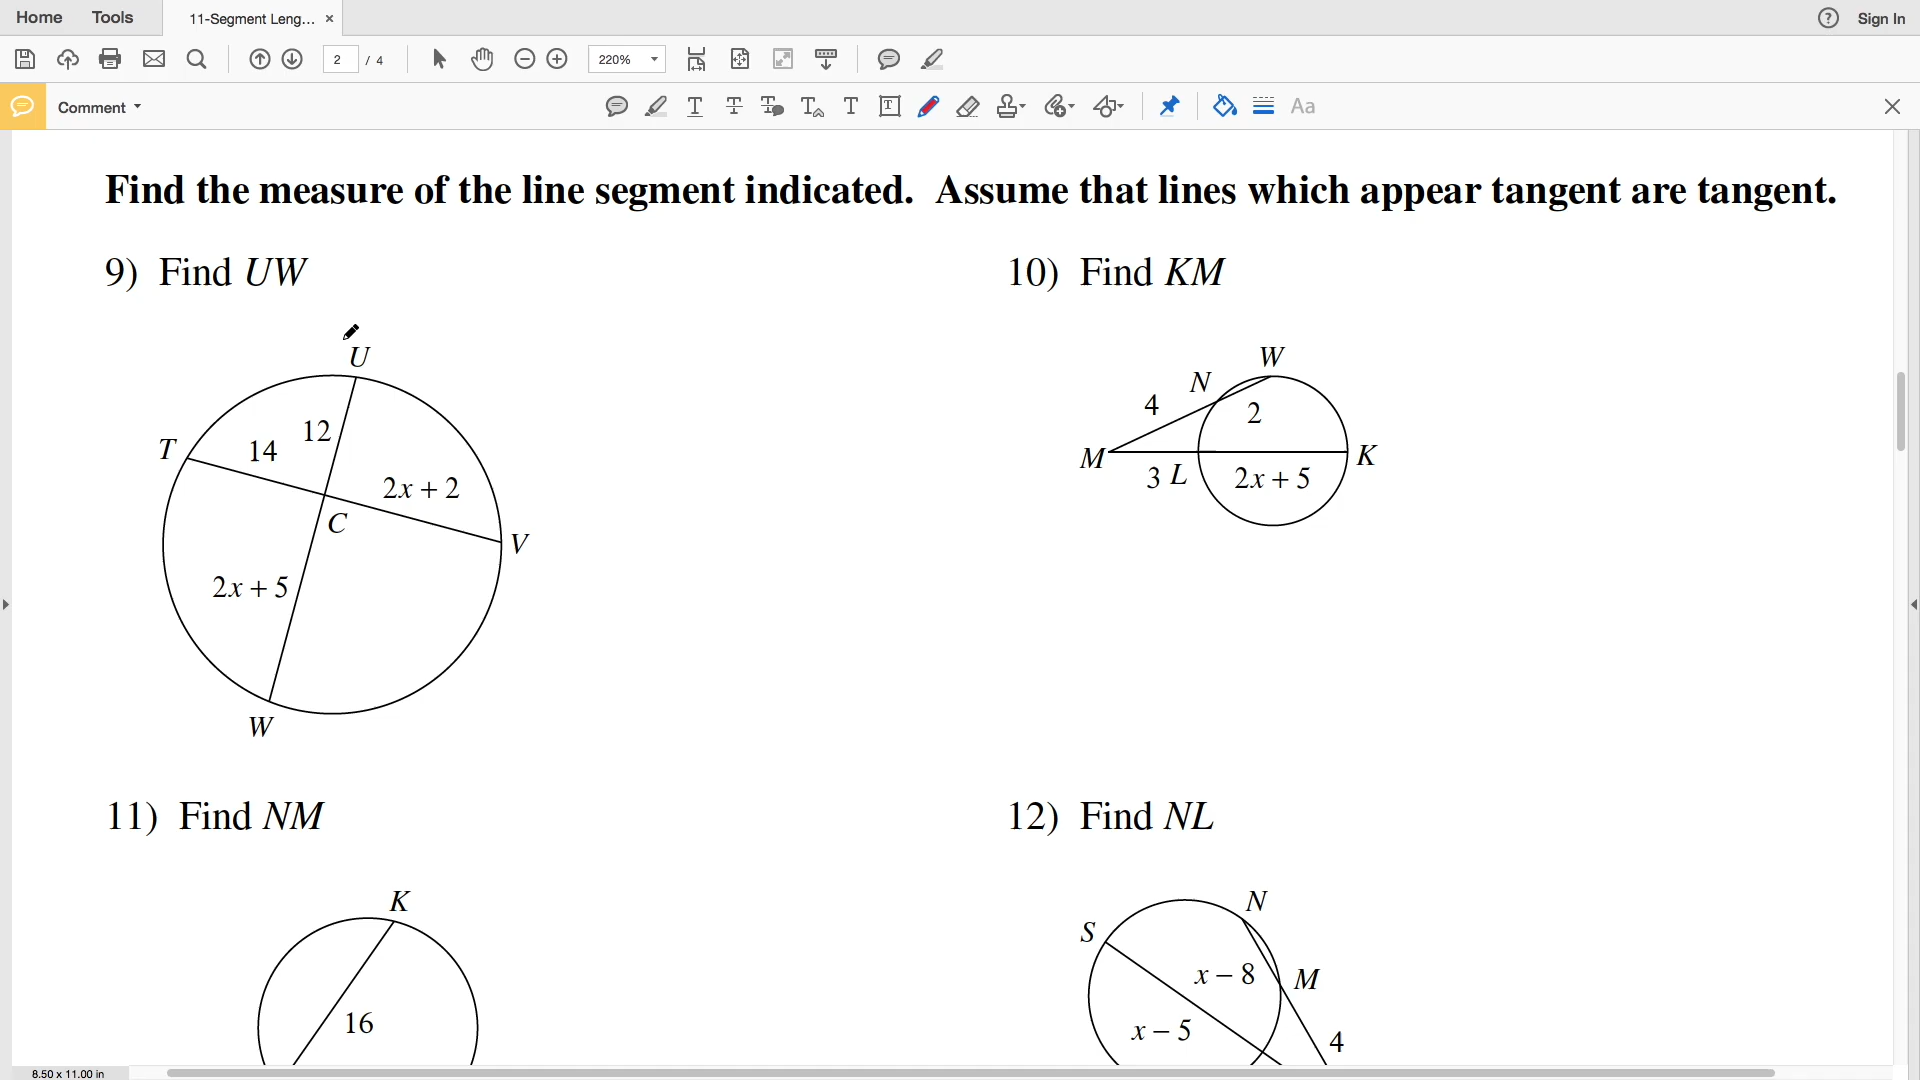 Home Tools 11-Segment Leng... × ? Sign In
2 / 4 220%
Comment T T T T T T Aa
Find the measure of the line segment indicated. Assume that lines which appear tangent are tangent.
9) Find UW
10) Find KM
U
T
14
12
2x + 2
C
V
2x + 5
W
W
N
4
2
M
K
3
L
2x + 5
11) Find NM
12) Find NL
K
16
N
S
x − 8
M
x − 5
4
8.50 x 11.00 in